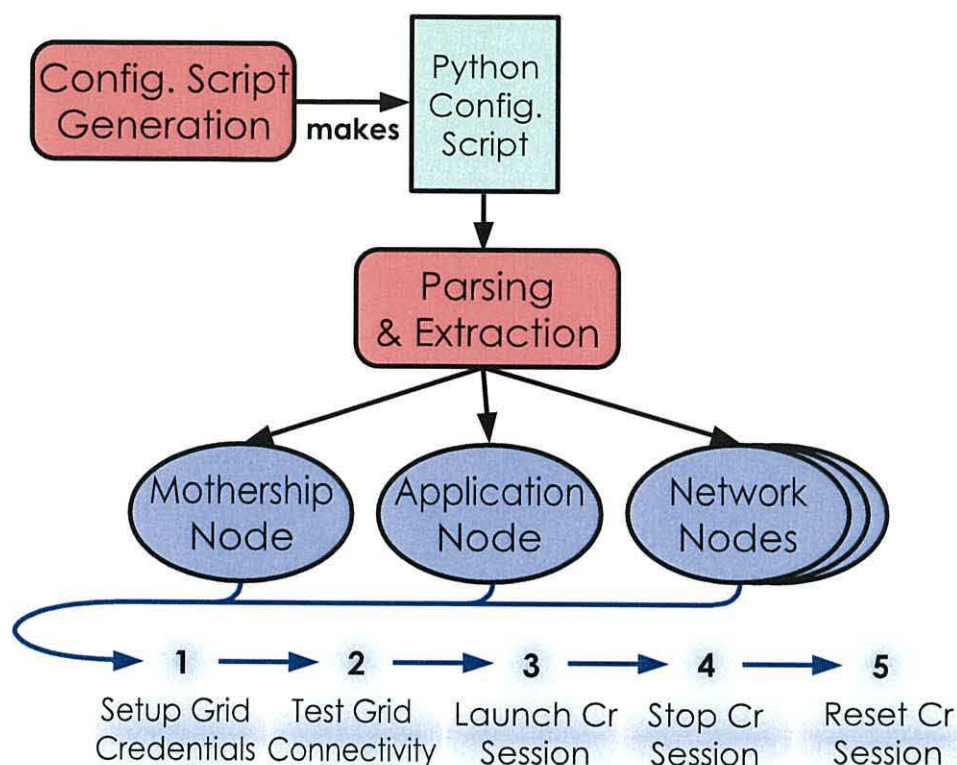 Config. Script
Generation
makes
Python
Config.
Script
Parsing
& Extraction
Mothership
Node
Application
Node
Network
Nodes
1
2
3
4
5
Setup Grid
Credentials
Test Grid
Connectivity
Launch Cr
Session
Stop Cr
Session
Reset Cr
Session